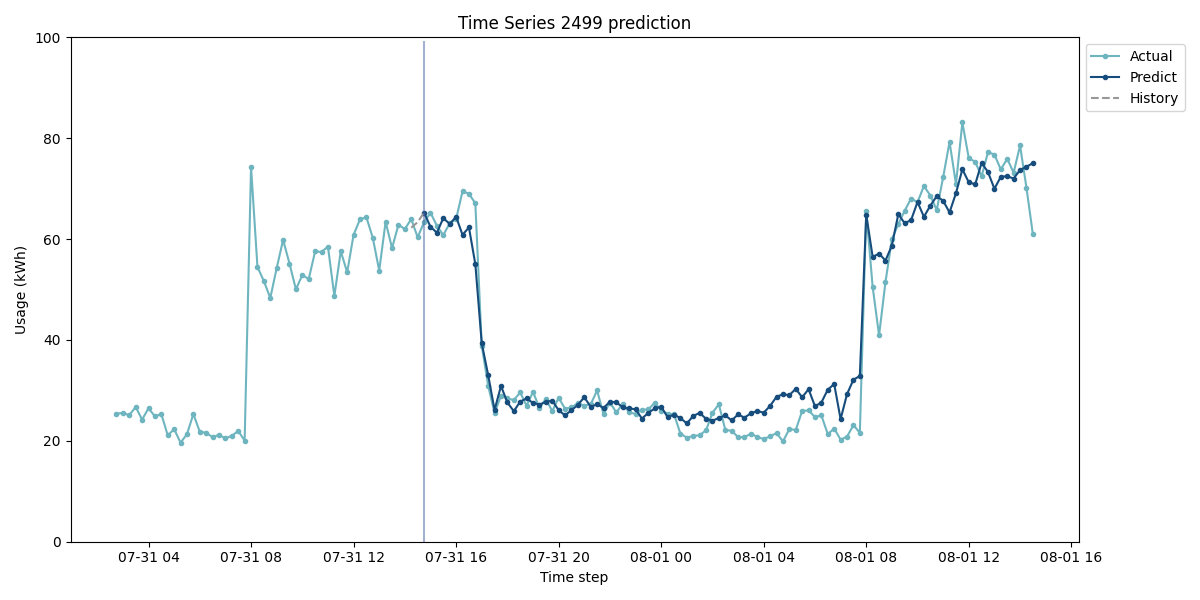 Time Series 2499 prediction
100
80
60
40
20
0
Usage (kWh)
07-31 04
07-31 08
07-31 12
07-31 16
07-31 20
08-01 00
08-01 04
08-01 08
08-01 12
08-01 16
Time step
Actual
Predict
History